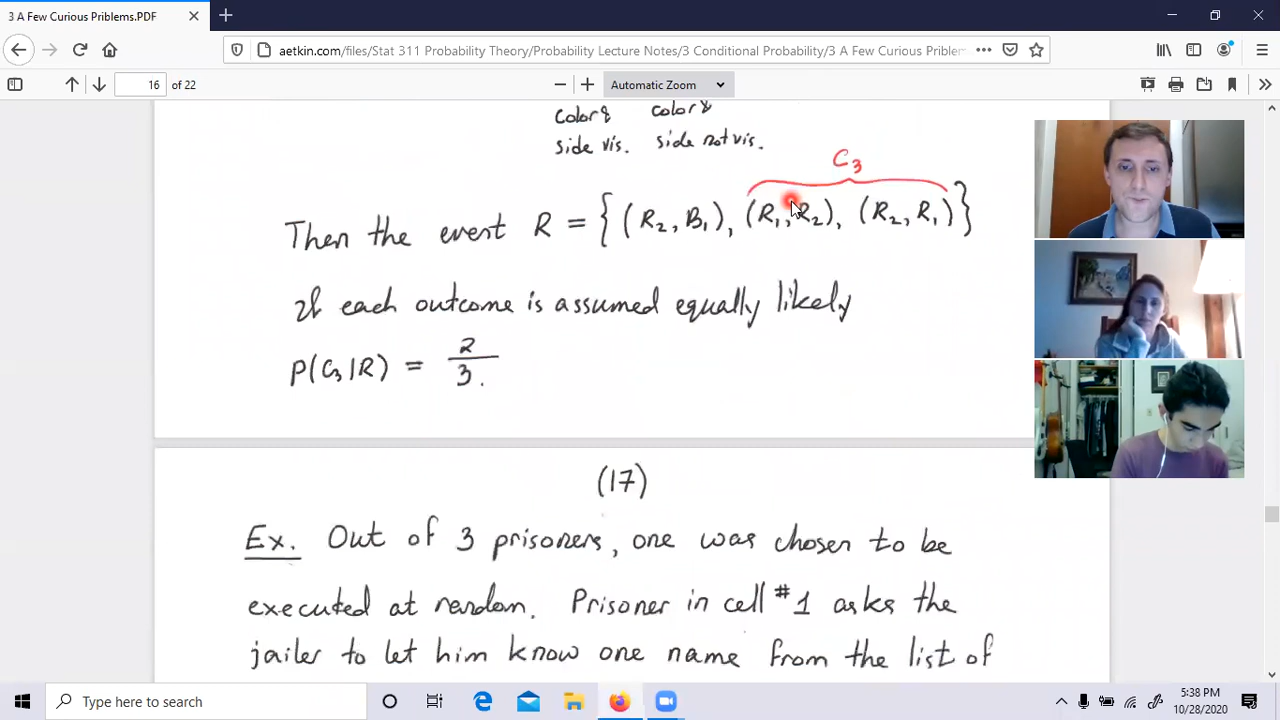 3 A Few Curious Priblems.PDF
aetkin.com/files/Stat 311 Probability Theory/Probability Lecture Notes/3 Conditional Probability/3 A Few Curious Priblem
16 of 22
Automatic Zoom
color & color &
side vis. side not vis.
C₃
Then the event R = { (R₂, B₁), (R₁, R₂), (R₂, R₁) }
If each outcome is assumed equally likely
P(C₃|R) = 2/3.
(17)
Ex. Out of 3 prisoners, one was chosen to be
executed at random. Prisoner in cell #1 asks the
jailer to let him know one name from the list of
Type here to search
5:38 PM
10/28/2020